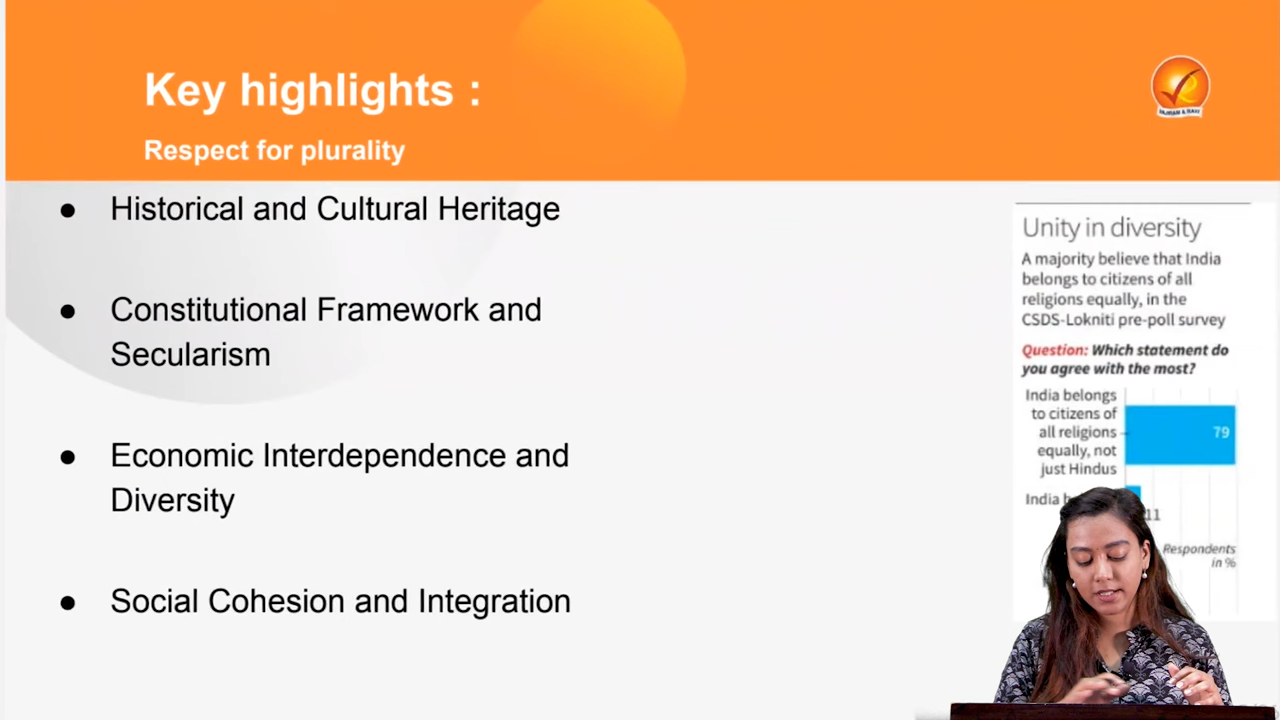 Key highlights :
Respect for plurality
● Historical and Cultural Heritage
● Constitutional Framework and
Secularism
● Economic Interdependence and
Diversity
● Social Cohesion and Integration
Unity in diversity
A majority believe that India
belongs to citizens of all
religions equally, in the
CSDS-Lokniti pre-poll survey
Question: Which statement do
you agree with the most?
India belongs
to citizens of
all religions
equally, not
just Hindus
79
India
11
Respondents
in %